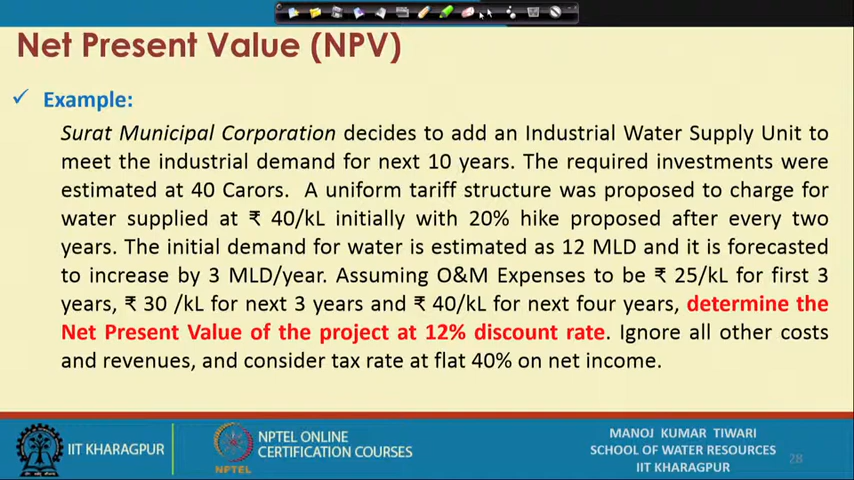 Net Present Value (NPV)
✓ Example:
Surat Municipal Corporation decides to add an Industrial Water Supply Unit to
meet the industrial demand for next 10 years. The required investments were
estimated at 40 Carors. A uniform tariff structure was proposed to charge for
water supplied at ₹ 40/kL initially with 20% hike proposed after every two
years. The initial demand for water is estimated as 12 MLD and it is forecasted
to increase by 3 MLD/year. Assuming O&M Expenses to be ₹ 25/kL for first 3
years, ₹ 30 /kL for next 3 years and ₹ 40/kL for next four years, determine the
Net Present Value of the project at 12% discount rate. Ignore all other costs
and revenues, and consider tax rate at flat 40% on net income.
IIT KHARAGPUR
NPTEL
NPTEL ONLINE
CERTIFICATION COURSES
MANOJ KUMAR TIWARI
SCHOOL OF WATER RESOURCES
IIT KHARAGPUR
28